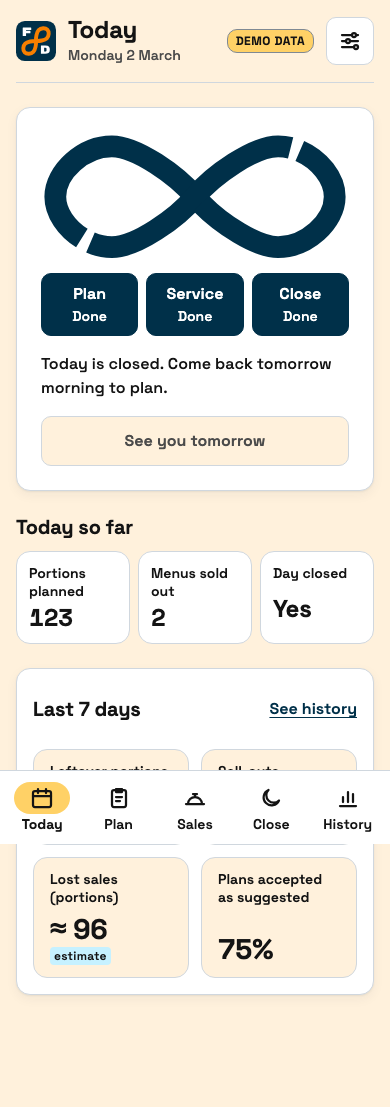 F
D
Today
Monday 2 March
DEMO DATA
Plan
Done
Service
Done
Close
Done
Today is closed. Come back tomorrow
morning to plan.
See you tomorrow
Today so far
Portions
planned
123
Menus sold
out
2
Day closed
Yes
Last 7 days
See history
Today
Plan
Sales
Close
History
Lost sales
(portions)
≈ 96
estimate
Plans accepted
as suggested
75%